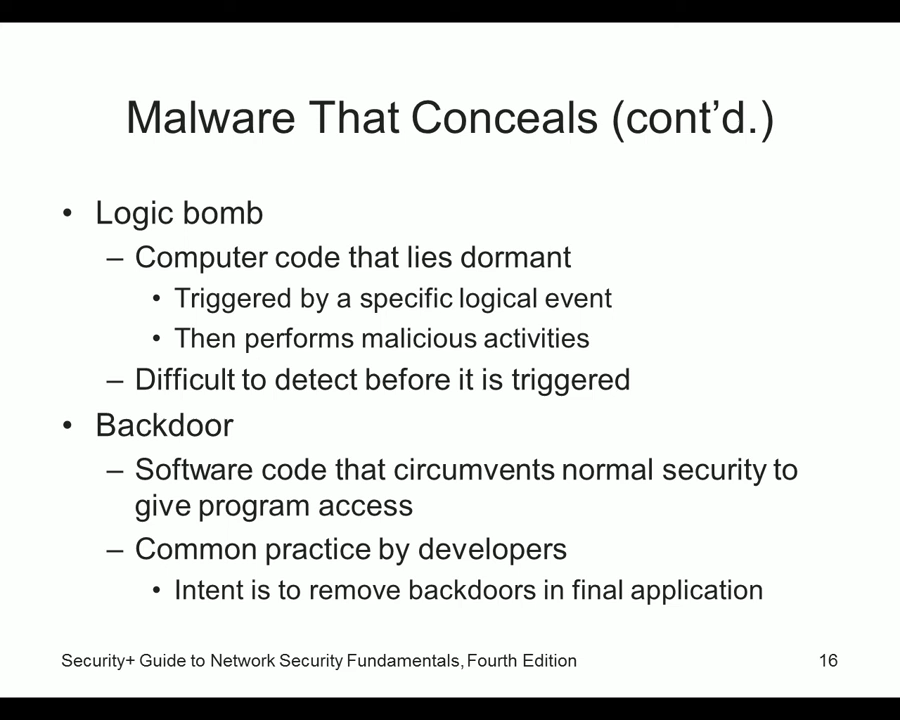 Malware That Conceals (cont’d.)
• Logic bomb
– Computer code that lies dormant
• Triggered by a specific logical event
• Then performs malicious activities
– Difficult to detect before it is triggered
• Backdoor
– Software code that circumvents normal security to
give program access
– Common practice by developers
• Intent is to remove backdoors in final application
Security+ Guide to Network Security Fundamentals, Fourth Edition
16